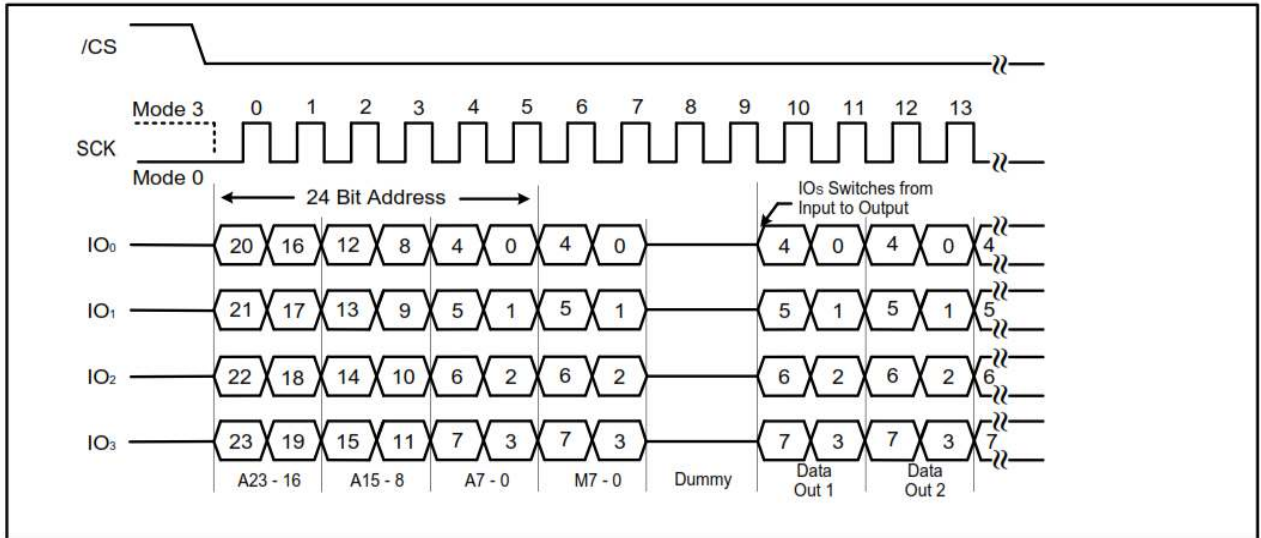 /CS
Mode 3 0 1 2 3 4 5 6 7 8 9 10 11 12 13
SCK
Mode 0
24 Bit Address
IOs Switches from
Input to Output
IO0 20 16 12 8 4 0 4 0 4 0 4 0 4
IO1 21 17 13 9 5 1 5 1 5 1 5 1 5
IO2 22 18 14 10 6 2 6 2 6 2 6 2 6
IO3 23 19 15 11 7 3 7 3 7 3 7 3 7
A23 - 16 A15 - 8 A7 - 0 M7 - 0 Dummy Data Out 1 Data Out 2